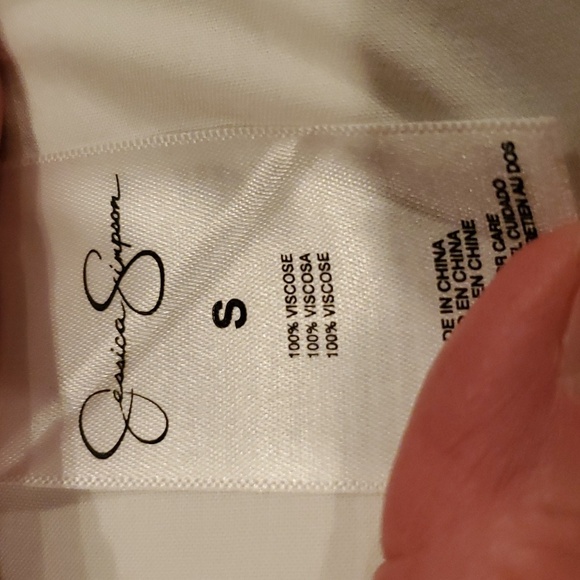 Jessica Simpson
S
100% VISCOSE
100% VISCOSA
100% VISCOSE
IN CHINA
EN CHINA
EN CHINE
CARE
CUIDADO
AU DOS